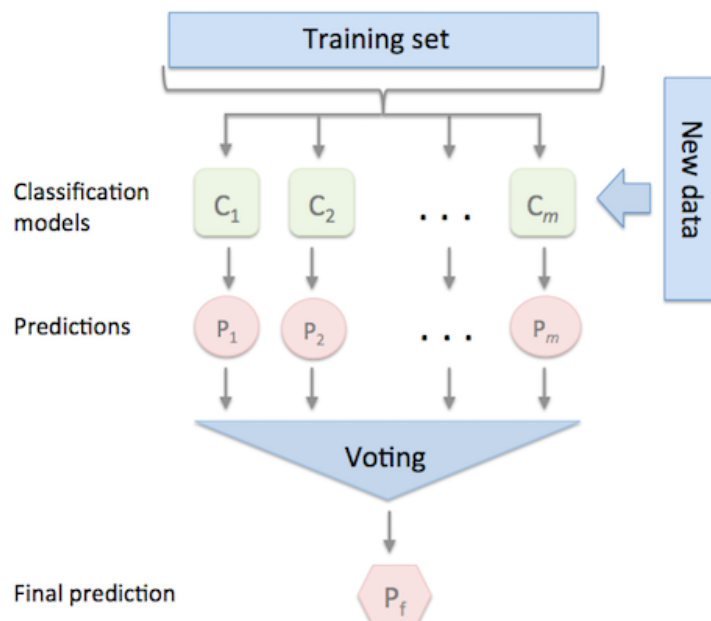 Training set
New data
Classification
models
C1 C2 . . . Cm
Predictions
P1 P2 . . . Pm
Voting
Final prediction
Pf